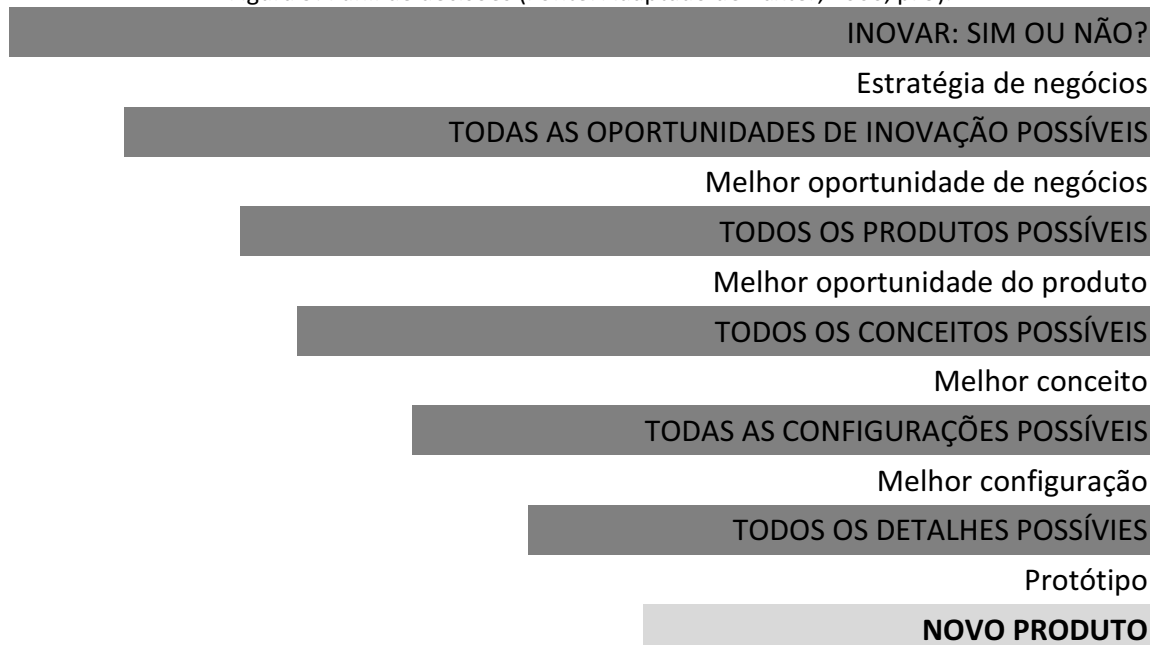 INOVAR: SIM OU NÃO?
Estratégia de negócios
TODAS AS OPORTUNIDADES DE INOVAÇÃO POSSÍVEIS
Melhor oportunidade de negócios
TODOS OS PRODUTOS POSSÍVEIS
Melhor oportunidade do produto
TODOS OS CONCEITOS POSSÍVEIS
Melhor conceito
TODAS AS CONFIGURAÇÕES POSSÍVEIS
Melhor configuração
TODOS OS DETALHES POSSÍVIES
Protótipo
NOVO PRODUTO